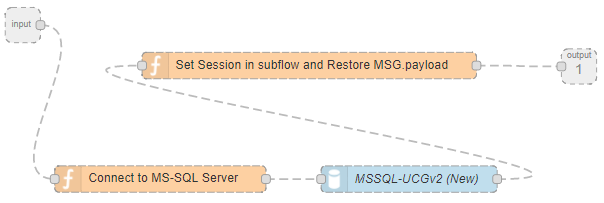 input
Set Session in subflow and Restore MSG.payload
output
1
Connect to MS-SQL Server
MSSQL-UCGv2 (New)